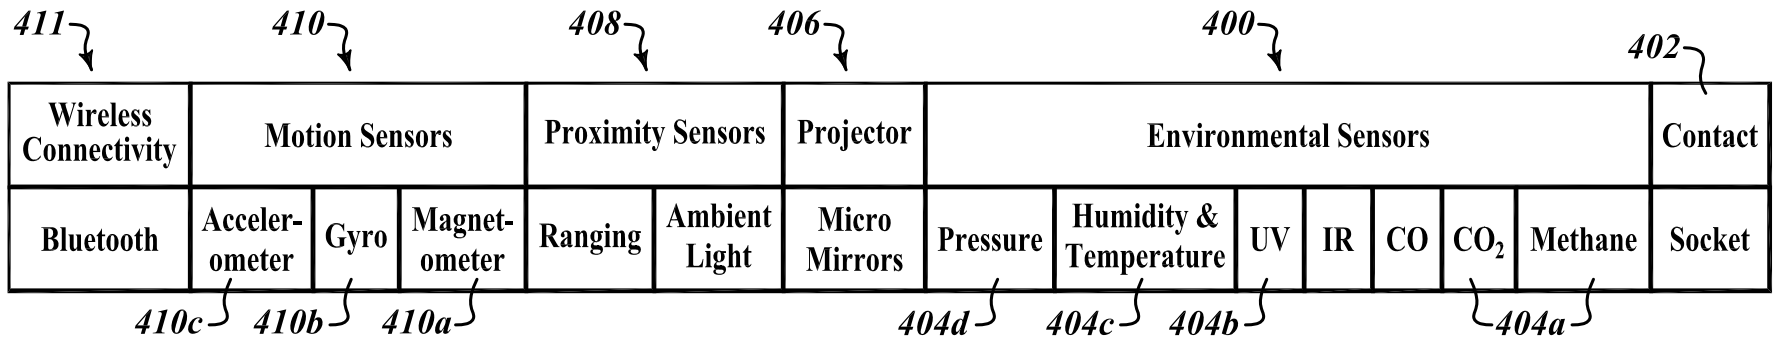 411 410 408 406 400 402
Wireless Connectivity Motion Sensors Proximity Sensors Projector Environmental Sensors Contact
Bluetooth Acceler-ometer Gyro Magnet-ometer Ranging Ambient Light Micro Mirrors Pressure Humidity & Temperature UV IR CO CO₂ Methane Socket
410c 410b 410a 404d 404c 404b 404a